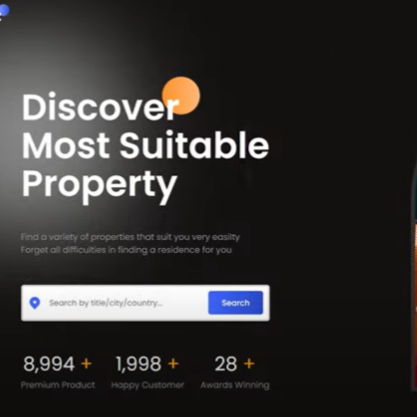 Discover
Most Suitable
Property
Find a variety of properties that suit you very easilty
Forget all difficulties in finding a residence for you
Search by title/city/country...
Search
8,994 + 1,998 + 28 +
Premium Product Happy Customer Awards Winning